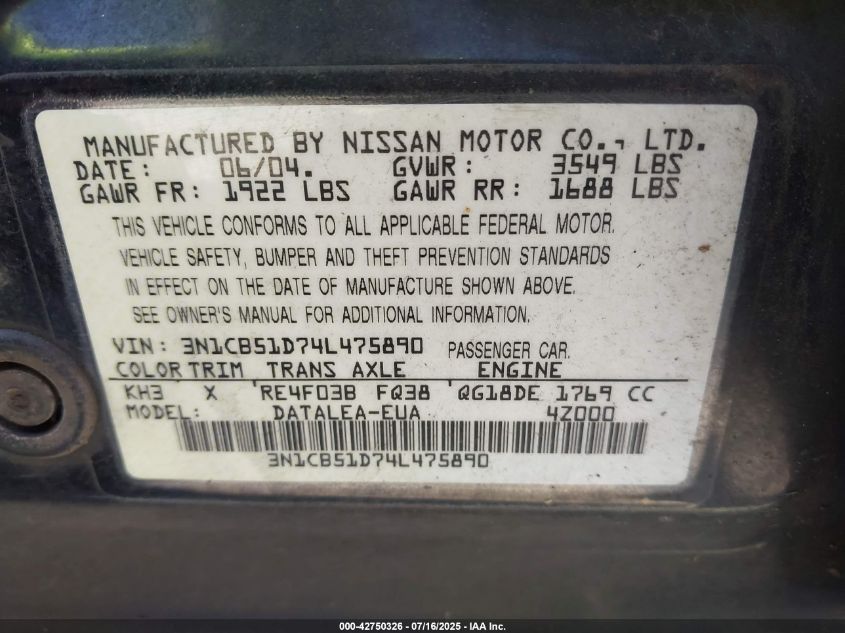 MANUFACTURED BY NISSAN MOTOR CO., LTD.
DATE: 06/04. GVWR: 3549 LBS
GAWR FR: 1922 LBS GAWR RR: 1688 LBS
THIS VEHICLE CONFORMS TO ALL APPLICABLE FEDERAL MOTOR.
VEHICLE SAFETY, BUMPER AND THEFT PREVENTION STANDARDS
IN EFFECT ON THE DATE OF MANUFACTURE SHOWN ABOVE.
SEE OWNER'S MANUAL FOR ADDITIONAL INFORMATION.
VIN: 3N1CB51D74L475890 PASSENGER CAR.
COLOR TRIM TRANS AXLE ENGINE
KH3 X RE4F03B FQ38 QG18DE 1769 CC
MODEL: DATALEA-EUA 4Z000
3N1CB51D74L475890
000-42750326 - 07/16/2025 - IAA Inc.